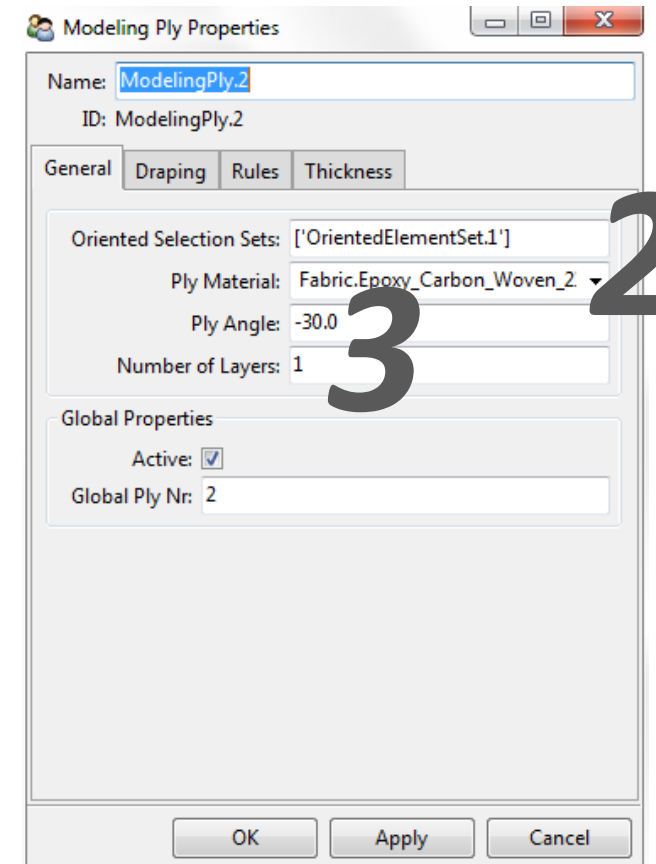 Modeling Ply Properties
Name: ModelingPly.2
ID: ModelingPly.2
General Draping Rules Thickness
Oriented Selection Sets: ['OrientedElementSet.1']
2
Ply Material: Fabric.Epoxy_Carbon_Woven_2
Ply Angle: -30.0
3
Number of Layers: 1
Global Properties
Active:
Global Ply Nr: 2
OK Apply Cancel